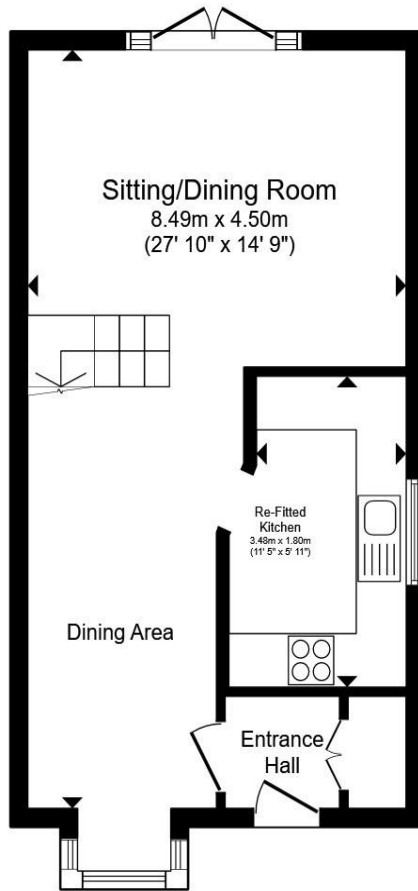 Sitting/Dining Room
8.49m x 4.50m
(27' 10" x 14' 9")
Re-Fitted
Kitchen
3.48m x 1.80m
(11' 5" x 5' 11")
Dining Area
Entrance
Hall